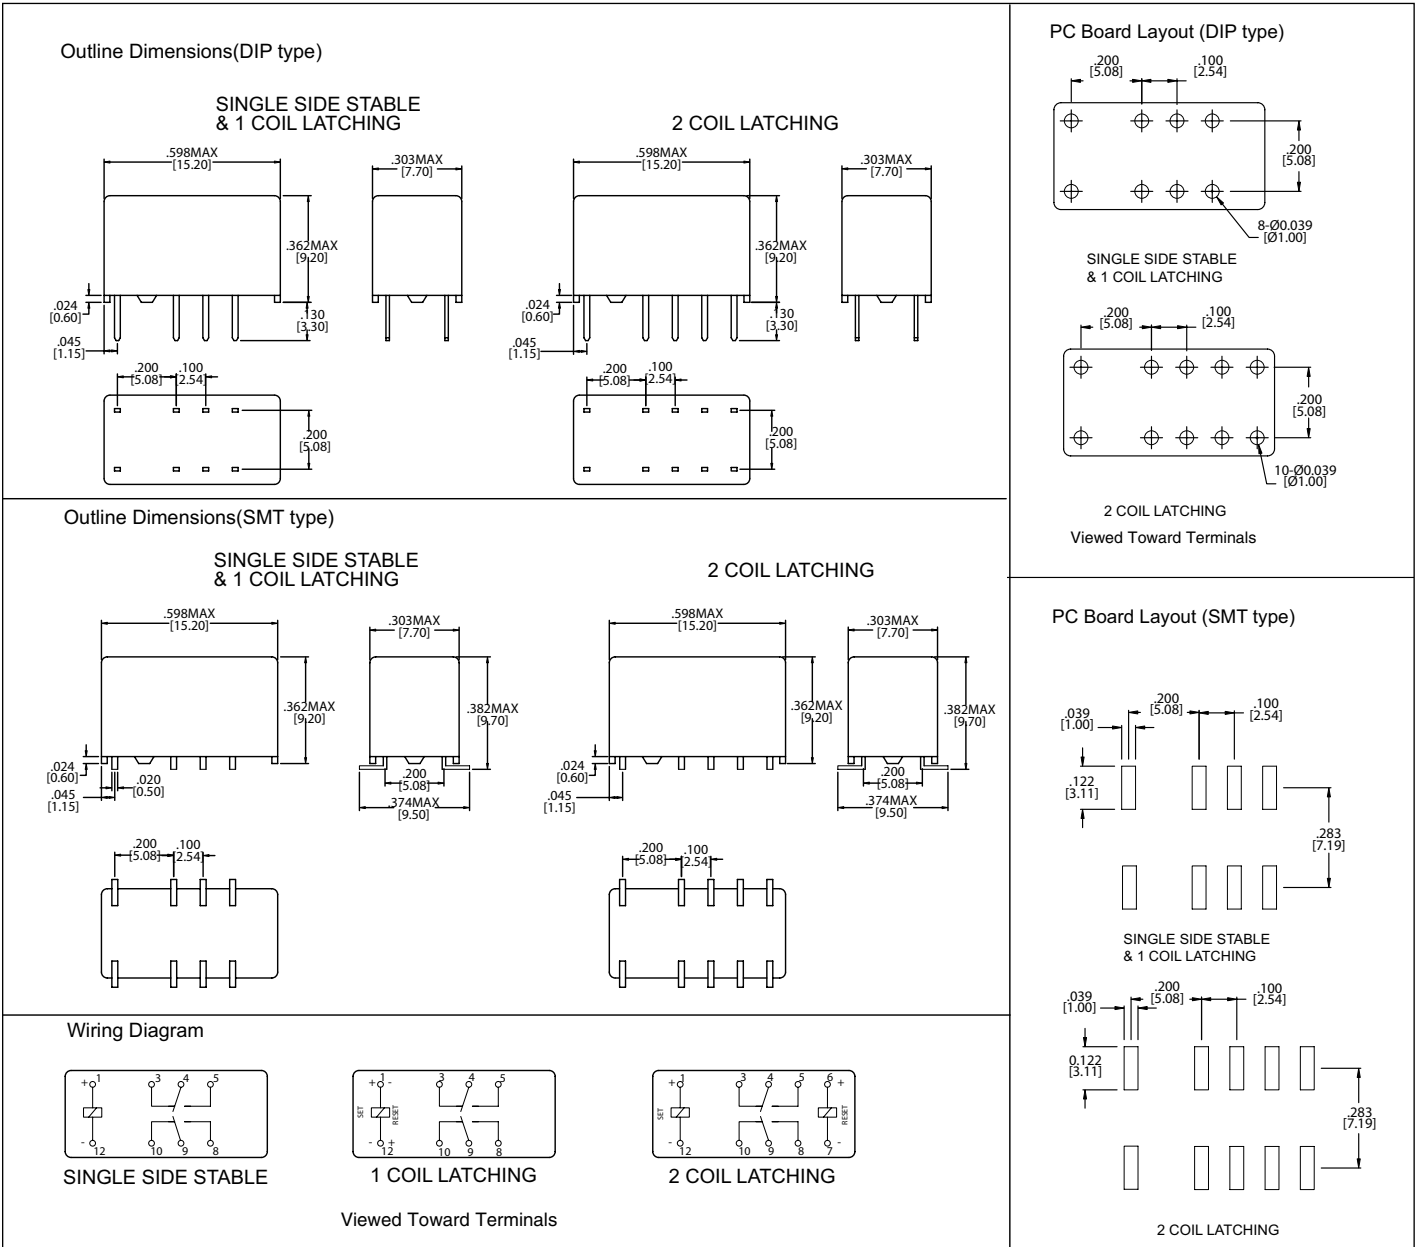 Outline Dimensions(DIP type)
SINGLE SIDE STABLE
& 1 COIL LATCHING
2 COIL LATCHING
.598MAX
[15.20]
.303MAX
[7.70]
.598MAX
[15.20]
.303MAX
[7.70]
.362MAX
[9.20]
.362MAX
[9.20]
.024
[0.60]
.130
[3.30]
.045
[1.15]
.024
[0.60]
.130
[3.30]
.045
[1.15]
.200
[5.08]
.100
[2.54]
.200
[5.08]
.200
[5.08]
.100
[2.54]
.200
[5.08]
PC Board Layout (DIP type)
.200
[5.08]
.100
[2.54]
.200
[5.08]
8-Ø0.039
[Ø1.00]
SINGLE SIDE STABLE
& 1 COIL LATCHING
.200
[5.08]
.100
[2.54]
.200
[5.08]
10-Ø0.039
[Ø1.00]
2 COIL LATCHING
Viewed Toward Terminals
Outline Dimensions(SMT type)
SINGLE SIDE STABLE
& 1 COIL LATCHING
2 COIL LATCHING
.598MAX
[15.20]
.303MAX
[7.70]
.598MAX
[15.20]
.303MAX
[7.70]
.362MAX
[9.20]
.382MAX
[9.70]
.362MAX
[9.20]
.382MAX
[9.70]
.024
[0.60]
.020
[0.50]
.045
[1.15]
.200
[5.08]
.374MAX
[9.50]
.024
[0.60]
.045
[1.15]
.200
[5.08]
.374MAX
[9.50]
.200
[5.08]
.100
[2.54]
.200
[5.08]
.100
[2.54]
PC Board Layout (SMT type)
.200
[5.08]
.100
[2.54]
.039
[1.00]
.122
[3.11]
.283
[7.19]
SINGLE SIDE STABLE
& 1 COIL LATCHING
.039
[1.00]
.200
[5.08]
.100
[2.54]
0.122
[3.11]
.283
[7.19]
2 COIL LATCHING
Wiring Diagram
+ 1 3 4 5
- 12 10 9 8
SINGLE SIDE STABLE
+ 1 - 3 4 5
SET RESET
- 12 + 10 9 8
1 COIL LATCHING
+ 1 3 4 5 6 +
SET RESET
- 12 10 9 8 7 -
2 COIL LATCHING
Viewed Toward Terminals